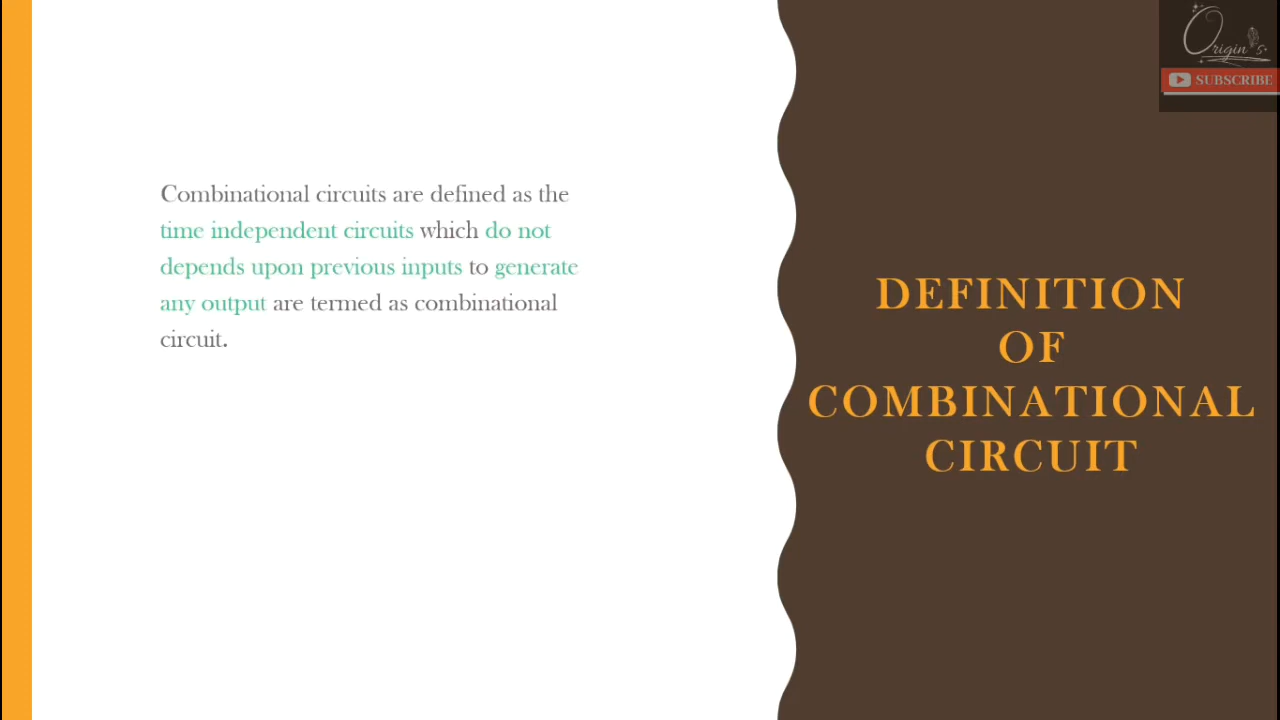 Combinational circuits are defined as the
time independent circuits which do not
depends upon previous inputs to generate
any output are termed as combinational
circuit.
DEFINITION
OF
COMBINATIONAL
CIRCUIT
Origin's
SUBSCRIBE